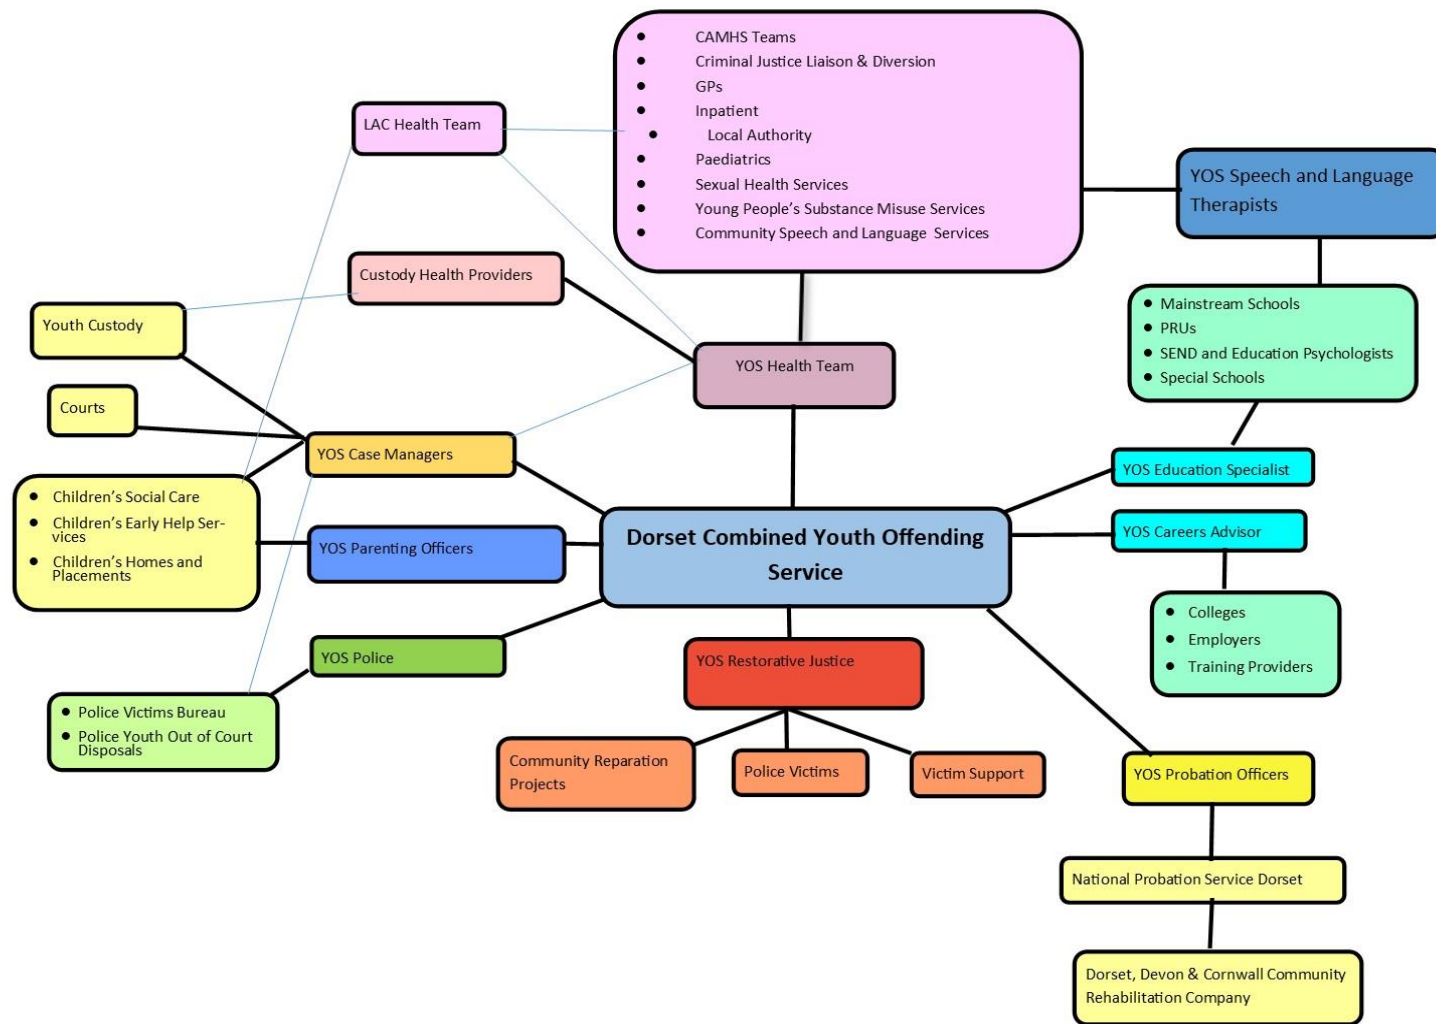 • CAMHS Teams
• Criminal Justice Liaison & Diversion
• GPs
• Inpatient
• Local Authority
• Paediatrics
• Sexual Health Services
• Young People’s Substance Misuse Services
• Community Speech and Language Services
LAC Health Team
YOS Speech and Language
Therapists
Custody Health Providers
Youth Custody
• Mainstream Schools
• PRUs
• SEND and Education Psychologists
• Special Schools
YOS Health Team
Courts
YOS Case Managers
YOS Education Specialist
• Children’s Social Care
• Children’s Early Help Ser-
vices
• Children’s Homes and
Placements
YOS Parenting Officers
Dorset Combined Youth Offending
Service
YOS Careers Advisor
• Colleges
• Employers
• Training Providers
YOS Police
YOS Restorative Justice
• Police Victims Bureau
• Police Youth Out of Court
Disposals
Community Reparation
Projects
Police Victims
Victim Support
YOS Probation Officers
National Probation Service Dorset
Dorset, Devon & Cornwall Community
Rehabilitation Company